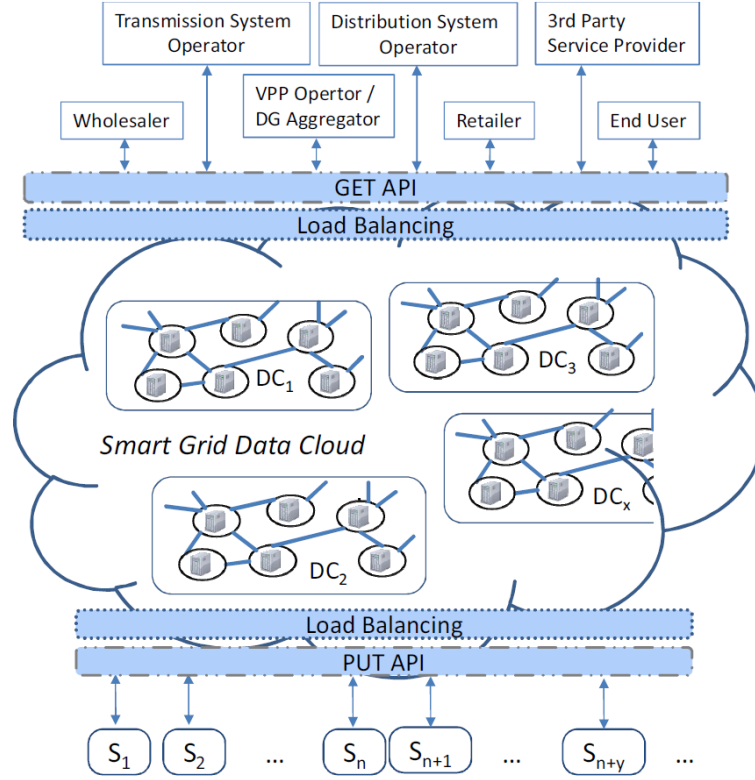 Transmission System
Operator
Distribution System
Operator
3rd Party
Service Provider
Wholesaler
VPP Opertor /
DG Aggregator
Retailer
End User
GET API
Load Balancing
DC1
DC3
Smart Grid Data Cloud
DCx
DC2
Load Balancing
PUT API
S1
S2
...
Sn
Sn+1
...
Sn+y
...